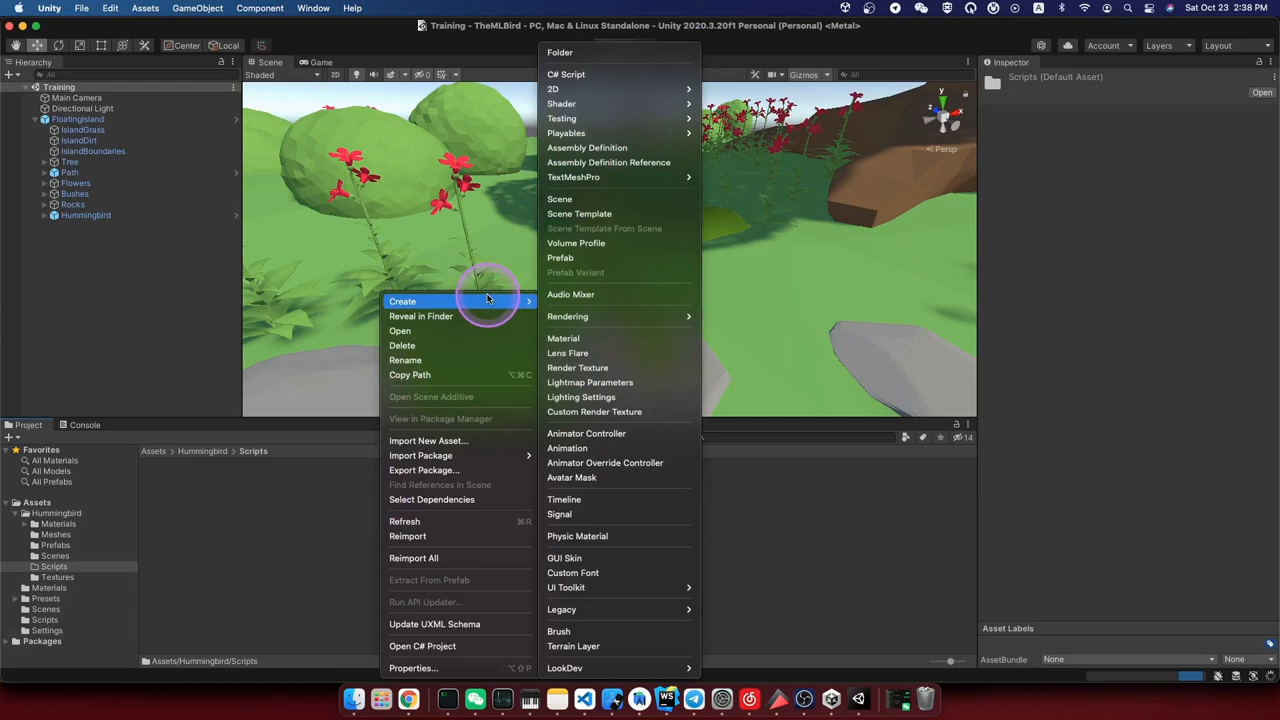 Unity File Edit Assets GameObject Component Window Help
Sat Oct 23 2:38 PM
Training - TheMLBird - PC, Mac & Linux Standalone - Unity 2020.3.20f1 Personal (Personal) <Metal>
Center Local Account Layers Layout
Hierarchy
All
Training
Main Camera
Directional Light
FloatingIsland
IslandGrass
IslandDirt
IslandBoundaries
Tree
Path
Flowers
Bushes
Rocks
Hummingbird
Scene Game
Shaded 2D 0
Gizmos All
y
x
z
Persp
Inspector
Scripts (Default Asset)
Open
Create
Reveal in Finder
Open
Delete
Rename
Copy Path ⌥⌘C
Open Scene Additive
View in Package Manager
Import New Asset...
Import Package
Export Package...
Find References In Scene
Select Dependencies
Refresh ⌘R
Reimport
Reimport All
Extract From Prefab
Run API Updater...
Update UXML Schema
Open C# Project
Properties... ⌥⇧P
Folder
C# Script
2D
Shader
Testing
Playables
Assembly Definition
Assembly Definition Reference
TextMeshPro
Scene
Scene Template
Scene Template From Scene
Volume Profile
Prefab
Prefab Variant
Audio Mixer
Rendering
Material
Lens Flare
Render Texture
Lightmap Parameters
Lighting Settings
Custom Render Texture
Animator Controller
Animation
Animator Override Controller
Avatar Mask
Timeline
Signal
Physic Material
GUI Skin
Custom Font
UI Toolkit
Legacy
Brush
Terrain Layer
LookDev
Project Console
14
Favorites
All Materials
All Models
All Prefabs
Assets
Hummingbird
Materials
Meshes
Prefabs
Scenes
Scripts
Textures
Materials
Presets
Scenes
Scripts
Settings
Packages
Assets Hummingbird Scripts
Assets/Hummingbird/Scripts
Asset Labels
AssetBundle None None
WS